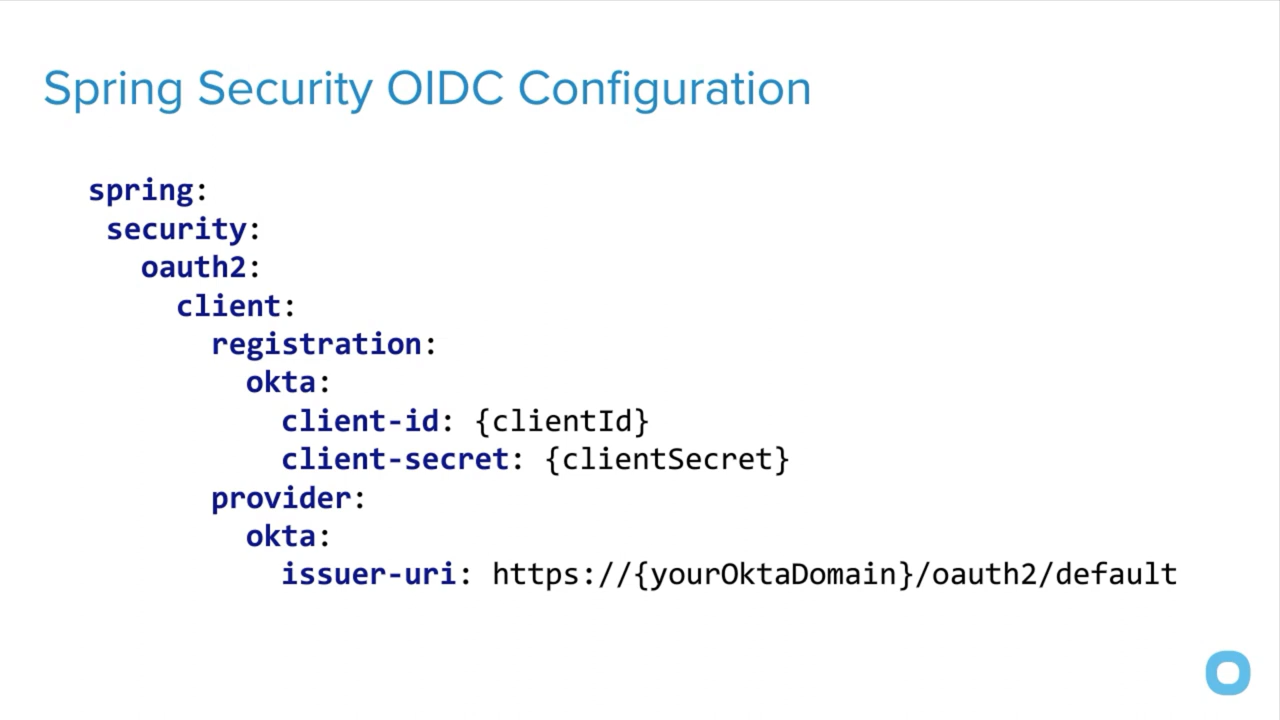 Spring Security OIDC Configuration
spring:
 security:
   oauth2:
     client:
       registration:
         okta:
           client-id: {clientId}
           client-secret: {clientSecret}
       provider:
         okta:
           issuer-uri: https://{yourOktaDomain}/oauth2/default